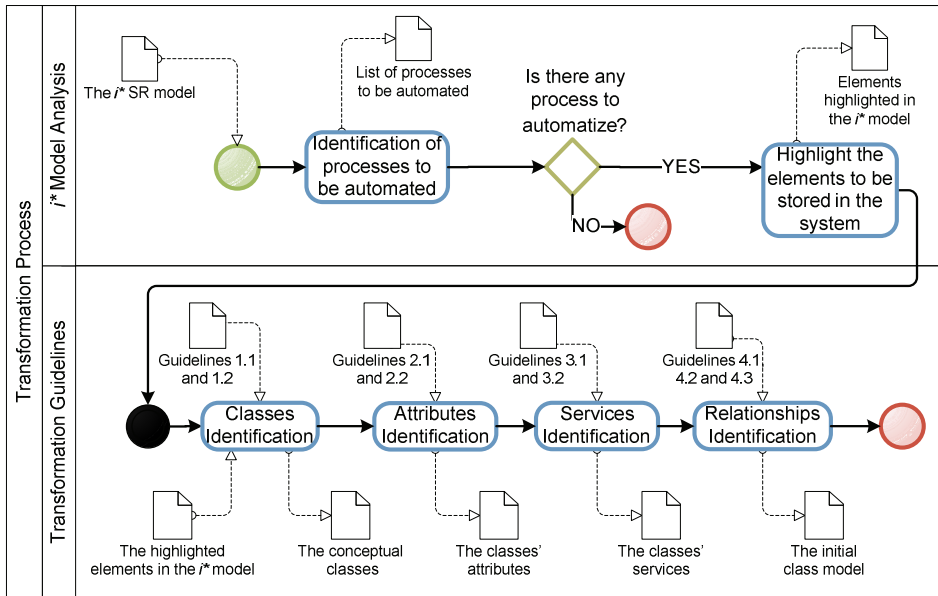 Transformation Process
i* Model Analysis
The i* SR model
List of processes
to be automated
Identification of
processes to
be automated
Is there any
process to
automatize?
YES
NO
Elements
highlighted in
the i* model
Highlight the
elements to be
stored in the
system
Transformation Guidelines
Guidelines 1.1
and 1.2
Guidelines 2.1
and 2.2
Guidelines 3.1
and 3.2
Guidelines 4.1
4.2 and 4.3
Classes
Identification
Attributes
Identification
Services
Identification
Relationships
Identification
The highlighted
elements in the i* model
The conceptual
classes
The classes'
attributes
The classes'
services
The initial
class model